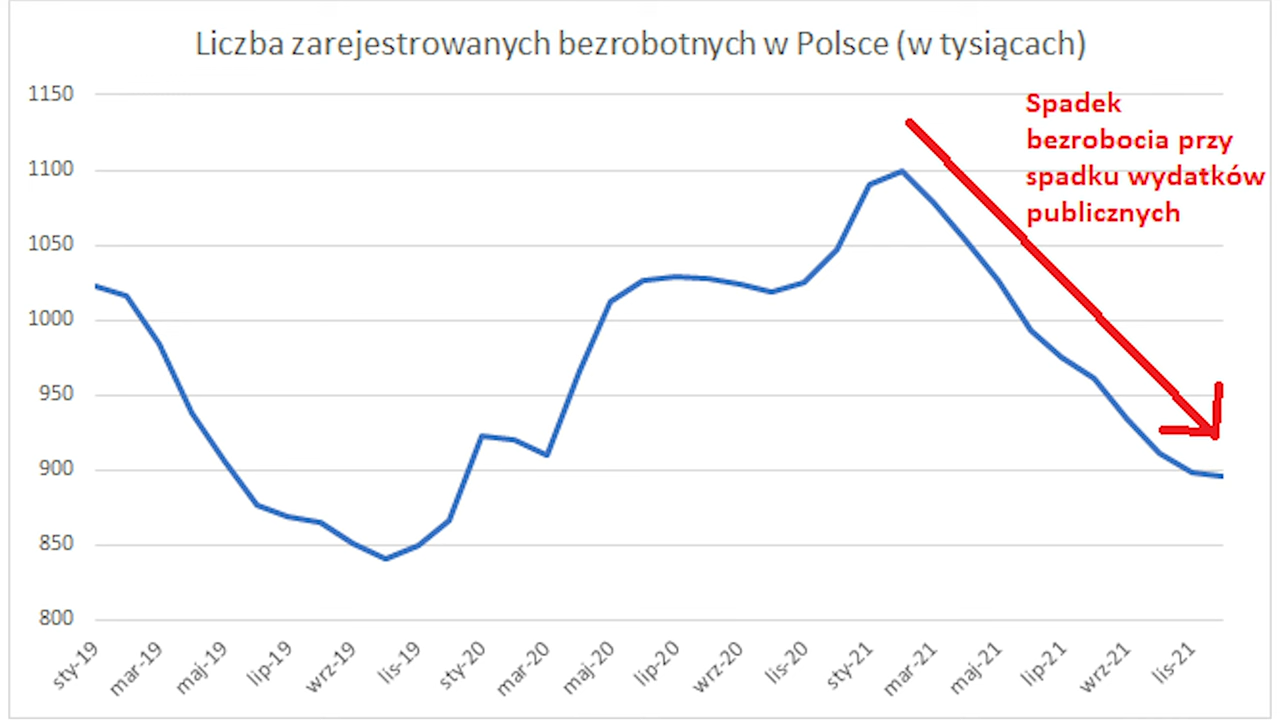 Liczba zarejestrowanych bezrobotnych w Polsce (w tysiącach)
1150
1100
1050
1000
950
900
850
800
Spadek
bezrobocia przy
spadku wydatków
publicznych
sty-19
mar-19
maj-19
lip-19
wrz-19
lis-19
sty-20
mar-20
maj-20
lip-20
wrz-20
lis-20
sty-21
mar-21
maj-21
lip-21
wrz-21
lis-21